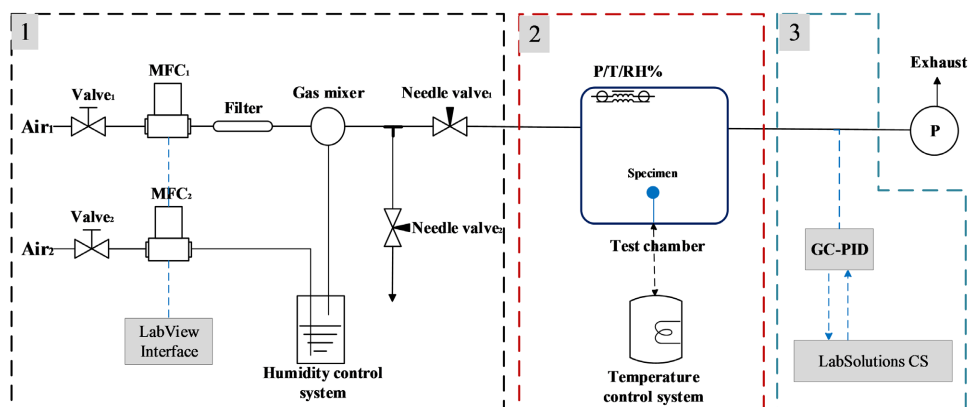 1
2
3
MFC₁
Valve₁
Filter
Gas mixer
Needle valve₁
P/T/RH%
Exhaust
Air₁
P
MFC₂
Valve₂
Specimen
Needle valve₂
Air₂
Test chamber
GC-PID
LabView
Interface
LabSolutions CS
Humidity control
system
Temperature
control system